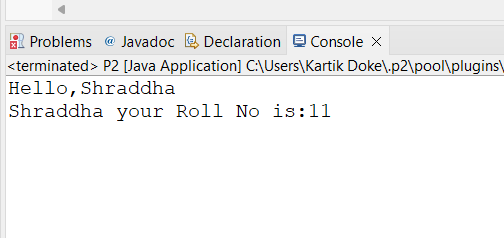 Problems @ Javadoc Declaration Console
<terminated> P2 [Java Application] C:\Users\Kartik Doke\.p2\pool\plugins\
Hello,Shraddha
Shraddha your Roll No is:11